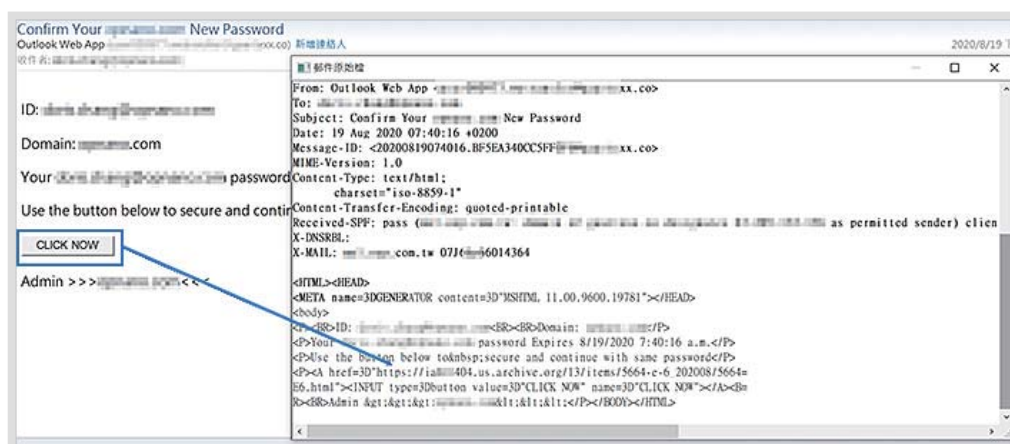 Confirm Your New Password
Outlook Web App xx.co) 新增連絡人
2020/8/19 下
收件者:
ID:
Domain: .com
Your password
Use the button below to secure and conti
CLICK NOW
Admin >>> <<<
郵件原始檔
From: Outlook Web App < xx.co>
To:
Subject: Confirm Your New Password
Date: 19 Aug 2020 07:40:16 +0200
Message-ID: <20200819074016.BF5EA340CC5FF xx.co>
MIME-Version: 1.0
Content-Type: text/html;
charset="iso-8859-1"
Content-Transfer-Encoding: quoted-printable
Received-SPF: pass ( as permitted sender) clien
X-DNSRBL:
X-MAIL: .com.tw 07J6 6014364
<HTML><HEAD>
<META name=3DGENERATOR content=3D"MSHTML 11.00.9600.19781"></HEAD>
<body>
<P><BR>ID: <BR><BR>Domain: </P>
<P>Your password Expires 8/19/2020 7:40:16 a.m.</P>
<P>Use the button below to&nbsp;secure and continue with same password</P>
<P><A href=3D"https://ia 404.us.archive.org/13/items/5664-c-6_202008/5664=
E6.html"><INPUT type=3Dbutton value=3D"CLICK NOW" name=3D"CLICK NOW"></A><B=
R><BR>Admin &gt;&gt;&gt; &lt;&lt;&lt;</P></BODY></HTML>